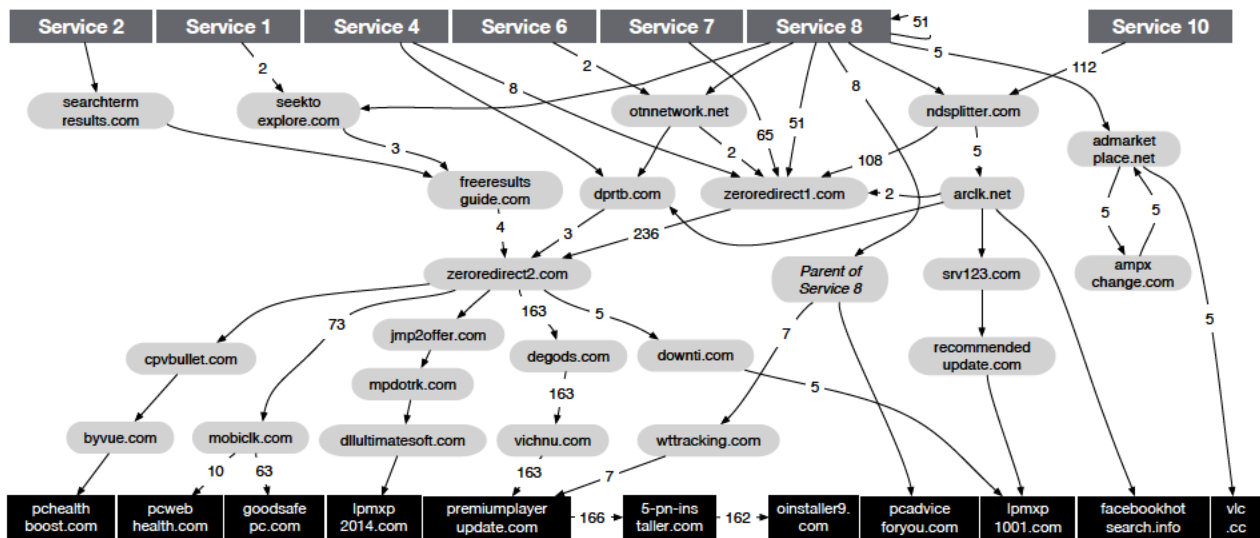 Service 2
Service 1
Service 4
Service 6
Service 7
Service 8
51
Service 10
2
8
2
5
112
8
searchterm
results.com
seekto
explore.com
otnnetwork.net
ndsplitter.com
65
51
admarket
place.net
3
2
108
5
freeresults
guide.com
dprtb.com
zeroredirect1.com
2
arclk.net
4
3
236
5
5
zeroredirect2.com
Parent of
Service 8
srv123.com
ampx
change.com
73
163
5
7
5
jmp2offer.com
cpvbullet.com
degods.com
downti.com
recommended
update.com
mpdotrk.com
163
5
byvue.com
mobiclk.com
dllultimatesoft.com
vichnu.com
wttracking.com
10
63
163
7
pchealth
boost.com
pcweb
health.com
goodsafe
pc.com
lpmxp
2014.com
premiumplayer
update.com
166
5-pn-ins
taller.com
162
oinstaller9.
com
pcadvice
foryou.com
lpmxp
1001.com
facebookhot
search.info
vlc
.cc